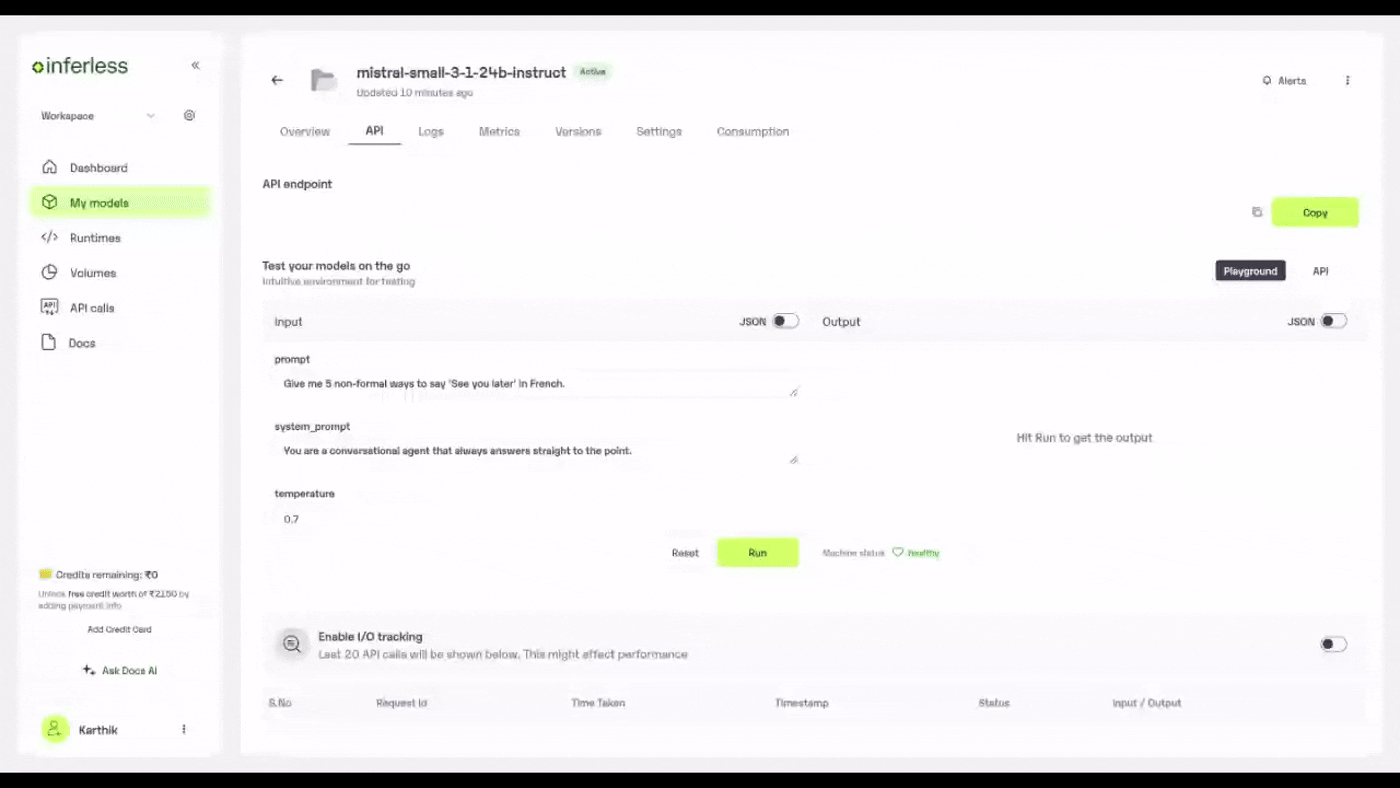 inferless
Workspace
Dashboard
My models
Runtimes
Volumes
API calls
Docs
Credits remaining: ₹0
Unlock free credit worth of ₹2150 by
adding payment info
Add Credit Card
Ask Docs AI
Karthik
mistral-small-3-1-24b-instruct Active
Updated 10 minutes ago
Alerts
Overview API Logs Metrics Versions Settings Consumption
API endpoint
Copy
Test your models on the go
Intuitive environment for testing
Playground API
Input JSON Output JSON
prompt
Give me 5 non-formal ways to say 'See you later' in French.
system_prompt
You are a conversational agent that always answers straight to the point.
temperature
0.7
Hit Run to get the output
Reset Run Machine status Healthy
Enable I/O tracking
Last 20 API calls will be shown below. This might affect performance
S.No Request Id Time Taken Timestamp Status Input / Output